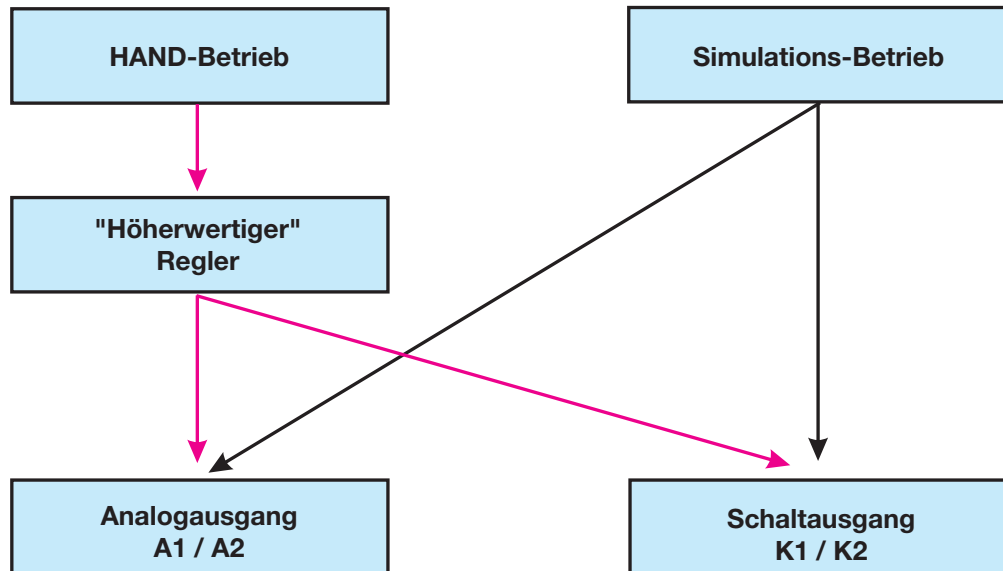 HAND-Betrieb
Simulations-Betrieb
"Höherwertiger"
Regler
Analogausgang
A1 / A2
Schaltausgang
K1 / K2